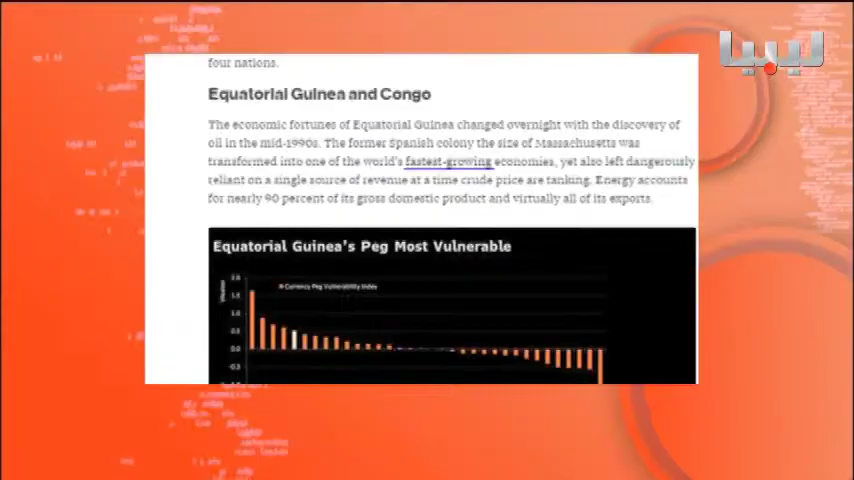 ليبيا
four nations.
Equatorial Guinea and Congo
The economic fortunes of Equatorial Guinea changed overnight with the discovery of
oil in the mid-1990s. The former Spanish colony the size of Massachusetts was
transformed into one of the world's fastest-growing economies, yet also left dangerously
reliant on a single source of revenue at a time crude price are tanking. Energy accounts
for nearly 90 percent of its gross domestic product and virtually all of its exports.
Equatorial Guinea's Peg Most Vulnerable
Currency Peg Vulnerability Index
2.0
1.5
1.0
0.5
0.0
-0.5